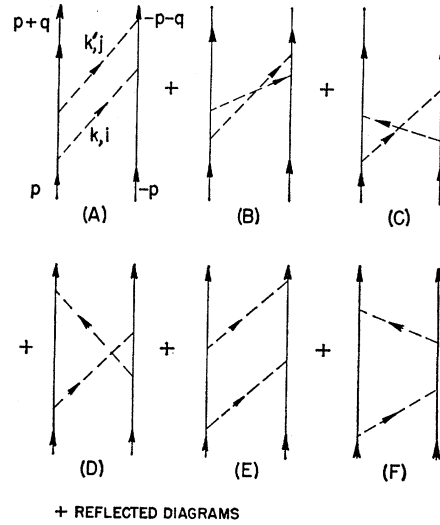 p+q
-p-q
k',j
k,i
p
-p
(A)
+
(B)
+
(C)
+
(D)
+
(E)
+
(F)
+ REFLECTED DIAGRAMS